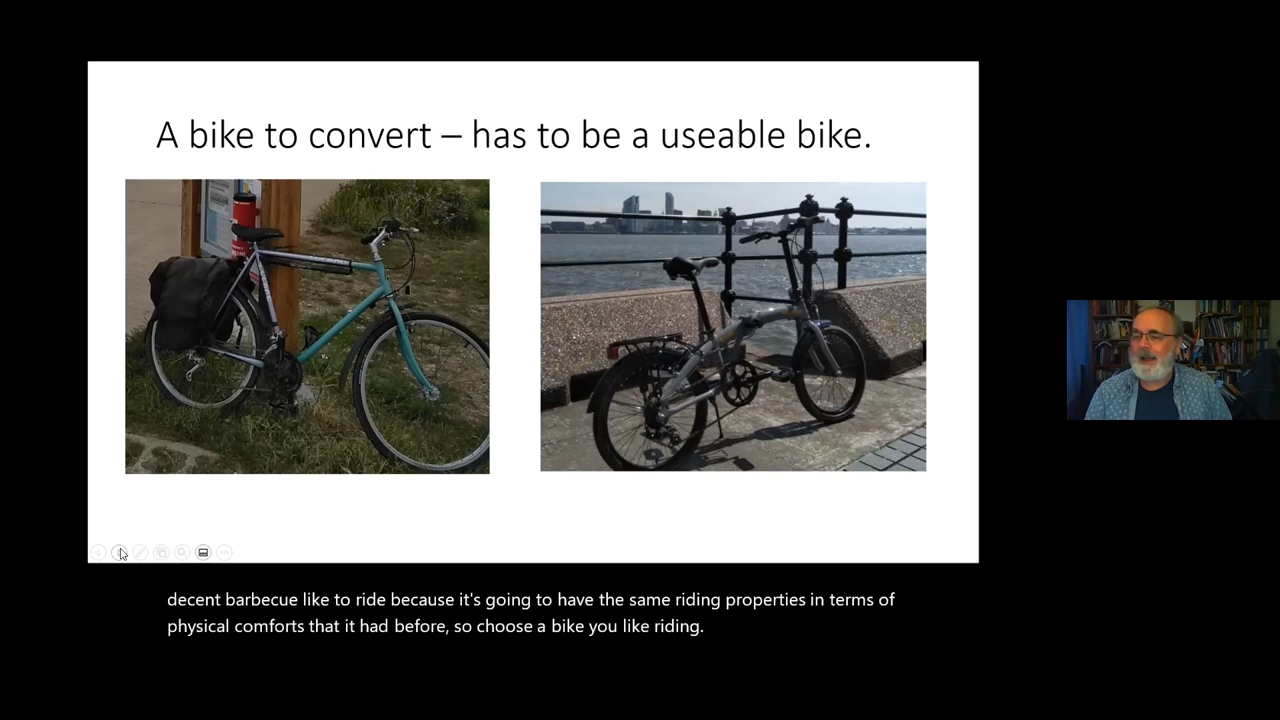 A bike to convert – has to be a useable bike.
decent barbecue like to ride because it's going to have the same riding properties in terms of
physical comforts that it had before, so choose a bike you like riding.